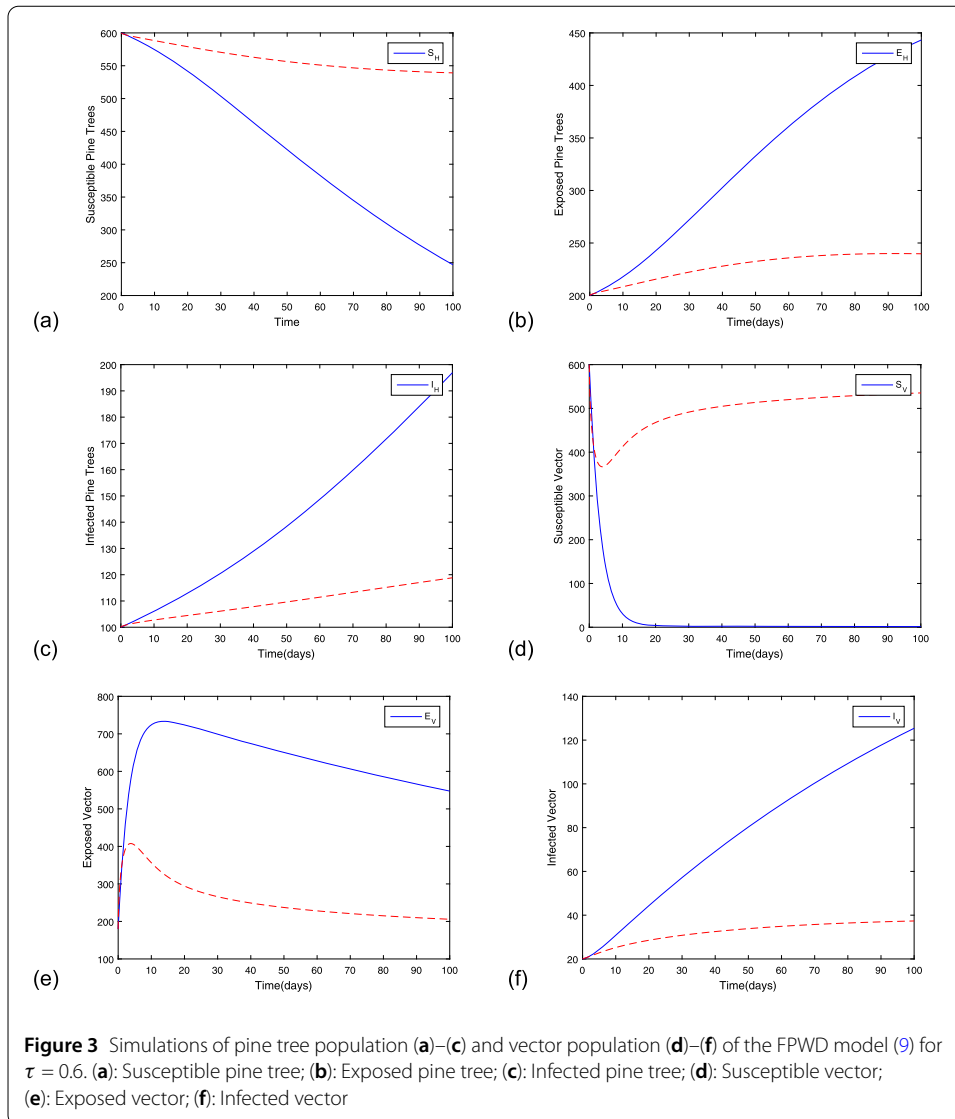 600
550
500
450
400
350
300
250
200
Susceptible Pine Trees
S_H
0 10 20 30 40 50 60 70 80 90 100
Time
(a)
450
400
350
300
250
200
Exposed Pine Trees
E_H
0 10 20 30 40 50 60 70 80 90 100
Time(days)
(b)
200
190
180
170
160
150
140
130
120
110
100
Infected Pine Trees
I_H
0 10 20 30 40 50 60 70 80 90 100
Time(days)
(c)
600
500
400
300
200
100
0
Susceptible Vector
S_V
0 10 20 30 40 50 60 70 80 90 100
Time(days)
(d)
800
700
600
500
400
300
200
100
Exposed Vector
E_V
0 10 20 30 40 50 60 70 80 90 100
Time(days)
(e)
140
120
100
80
60
40
20
Infected Vector
I_V
0 10 20 30 40 50 60 70 80 90 100
Time(days)
(f)
Figure 3 Simulations of pine tree population (a)–(c) and vector population (d)–(f) of the FPWD model (9) for
τ = 0.6. (a): Susceptible pine tree; (b): Exposed pine tree; (c): Infected pine tree; (d): Susceptible vector;
(e): Exposed vector; (f): Infected vector